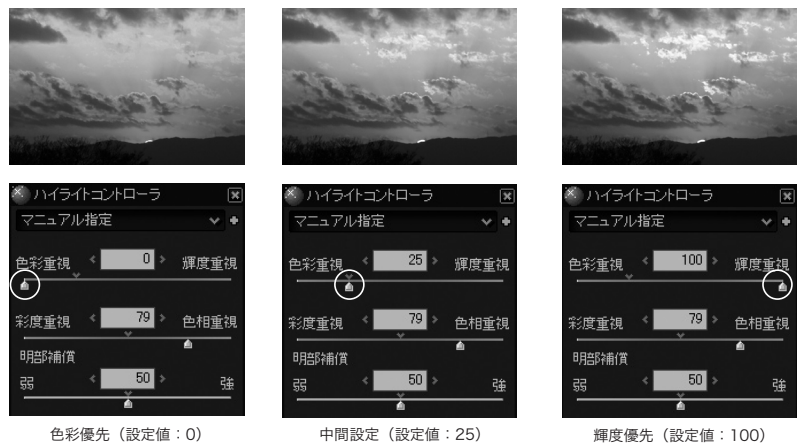 ハイライトコントローラ
マニュアル指定
色彩重視 0 輝度重視
彩度重視 79 色相重視
明部補償
弱 50 強
色彩優先（設定値：0）
ハイライトコントローラ
マニュアル指定
色彩重視 25 輝度重視
彩度重視 79 色相重視
明部補償
弱 50 強
中間設定（設定値：25）
ハイライトコントローラ
マニュアル指定
色彩重視 100 輝度重視
彩度重視 79 色相重視
明部補償
弱 50 強
輝度優先（設定値：100）